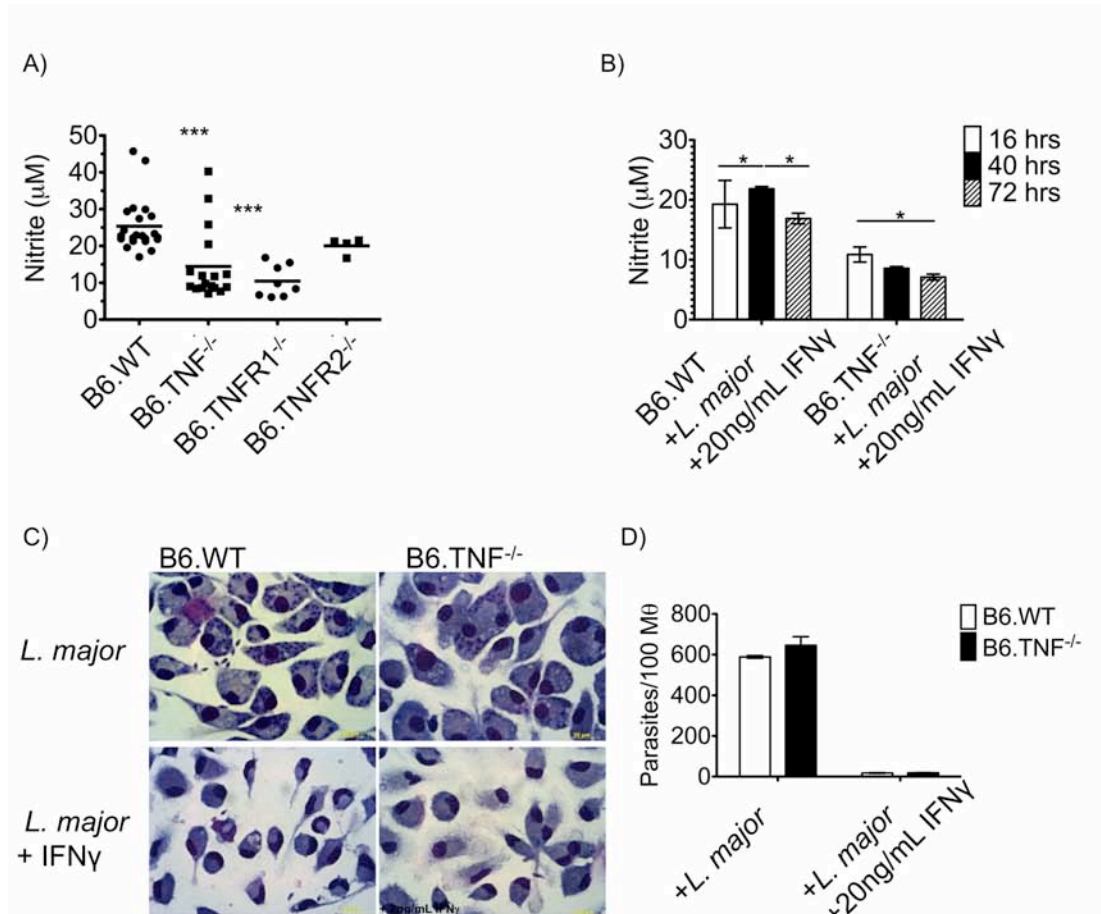 A)
Nitrite (μM)
50
40
30
20
10
0
***
***
B6.WT
B6.TNF-/-
B6.TNFR1-/-
B6.TNFR2-/-
B)
Nitrite (μM)
30
20
10
0
*
*
*
16 hrs
40 hrs
72 hrs
B6.WT
+L. major
+20ng/mL IFNγ
B6.TNF-/-
+L. major
+20ng/mL IFNγ
C)
B6.WT
B6.TNF-/-
L. major
L. major
+ IFNγ
D)
Parasites/100 Mθ
800
600
400
200
0
B6.WT
B6.TNF-/-
+L. major
+L. major
+20ng/mL IFNγ